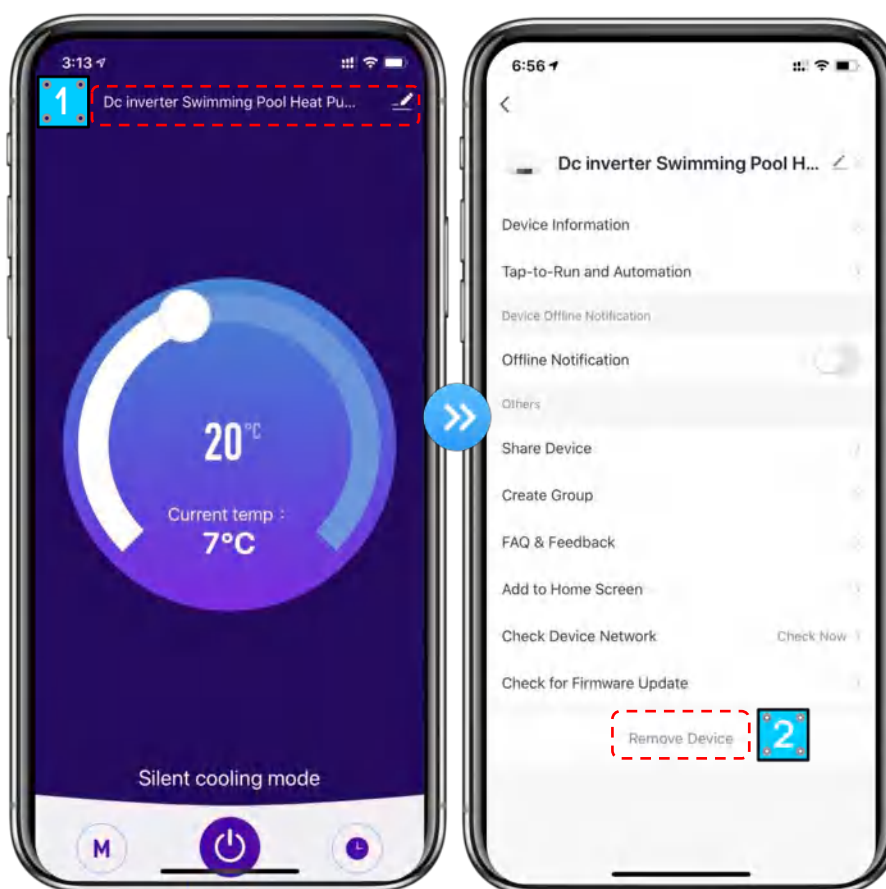 3:13
1
Dc inverter Swimming Pool Heat Pu...
20°C
Current temp :
7°C
Silent cooling mode
M
6:56
Dc inverter Swimming Pool H...
Device Information
Tap-to-Run and Automation
Device Offline Notification
Offline Notification
Others
Share Device
Create Group
FAQ & Feedback
Add to Home Screen
Check Device Network Check Now
Check for Firmware Update
Remove Device
2